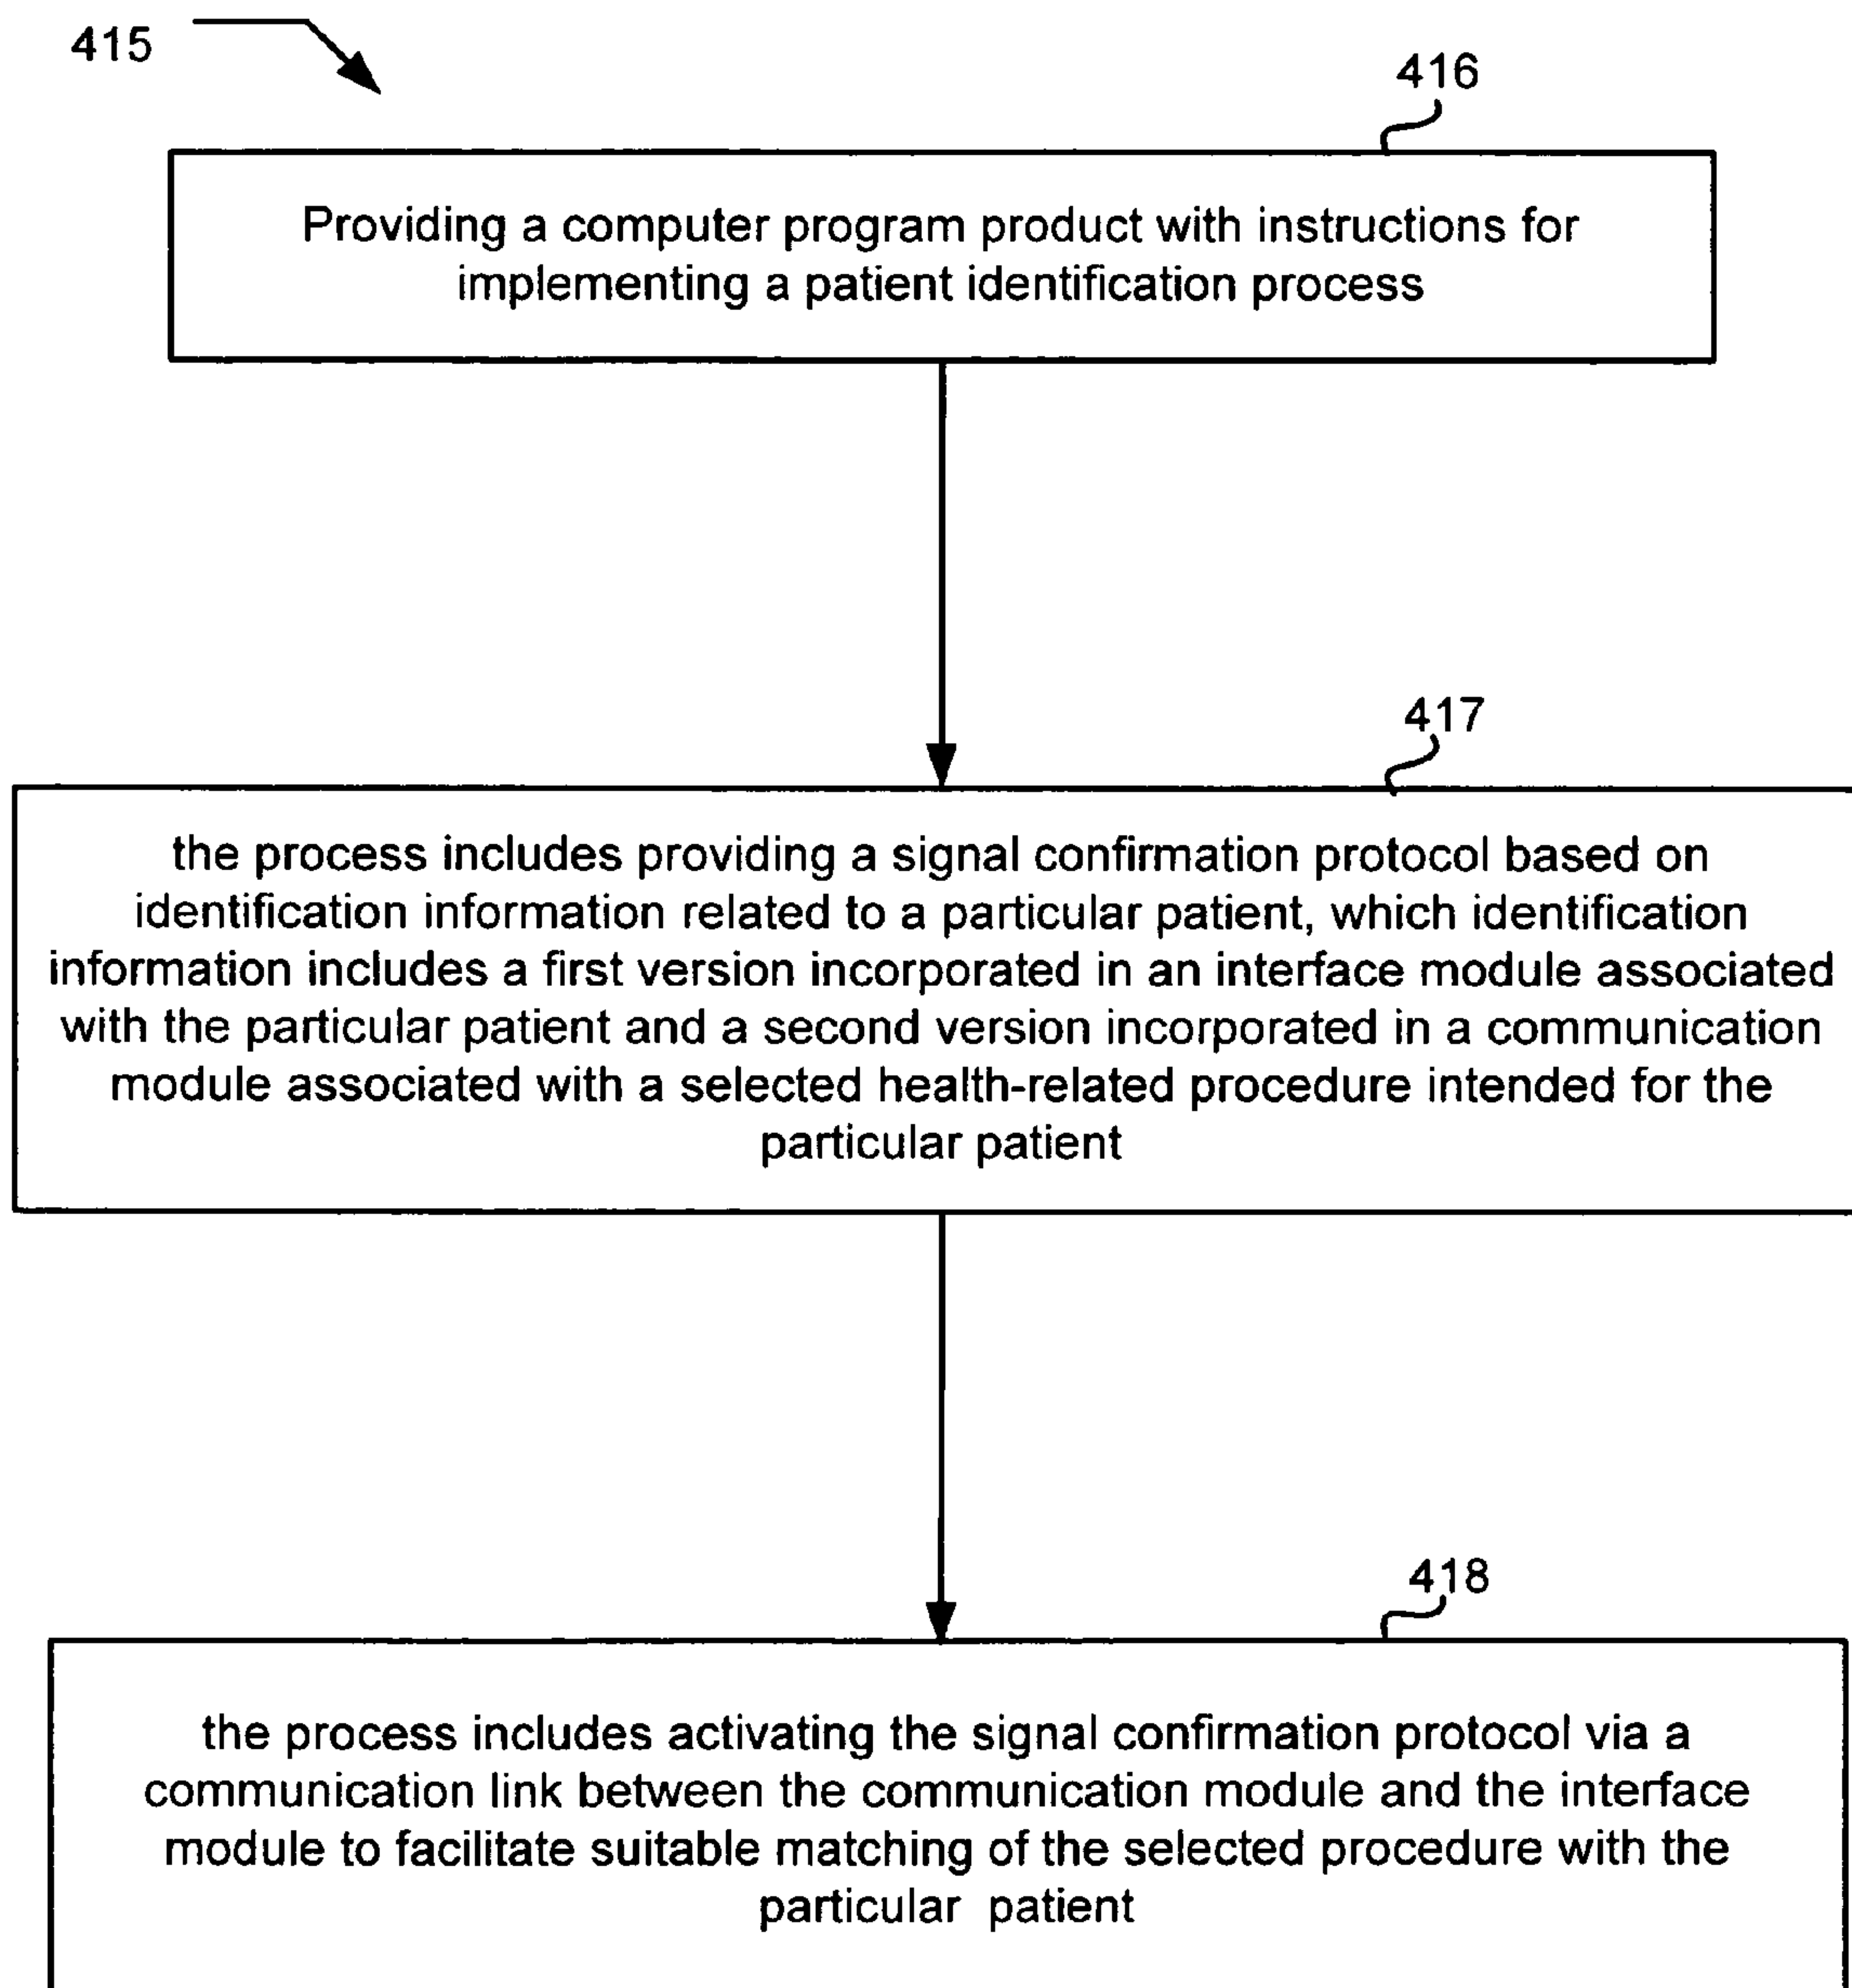 415
416
Providing a computer program product with instructions for
implementing a patient identification process
417
the process includes providing a signal confirmation protocol based on
identification information related to a particular patient, which identification
information includes a first version incorporated in an interface module associated
with the particular patient and a second version incorporated in a communication
module associated with a selected health-related procedure intended for the
particular patient
418
the process includes activating the signal confirmation protocol via a
communication link between the communication module and the interface
module to facilitate suitable matching of the selected procedure with the
particular patient